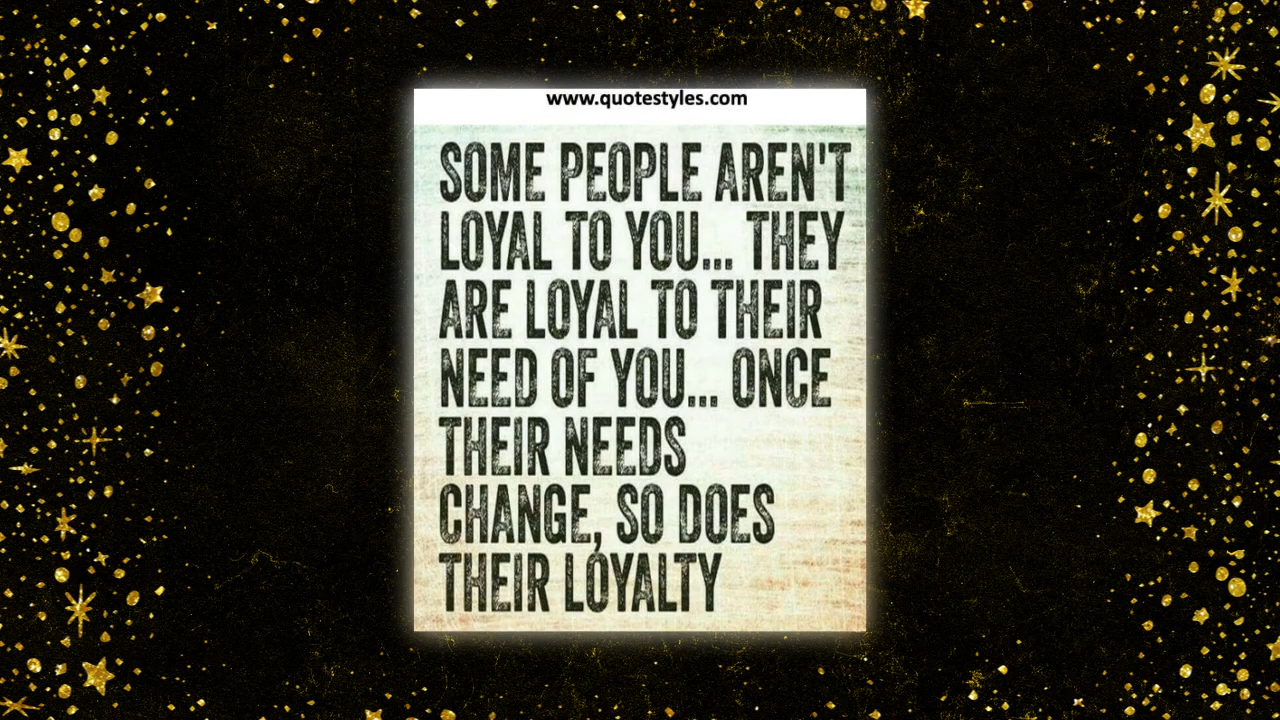 www.quotestyles.com
SOME PEOPLE AREN'T
LOYAL TO YOU... THEY
ARE LOYAL TO THEIR
NEED OF YOU... ONCE
THEIR NEEDS
CHANGE, SO DOES
THEIR LOYALTY